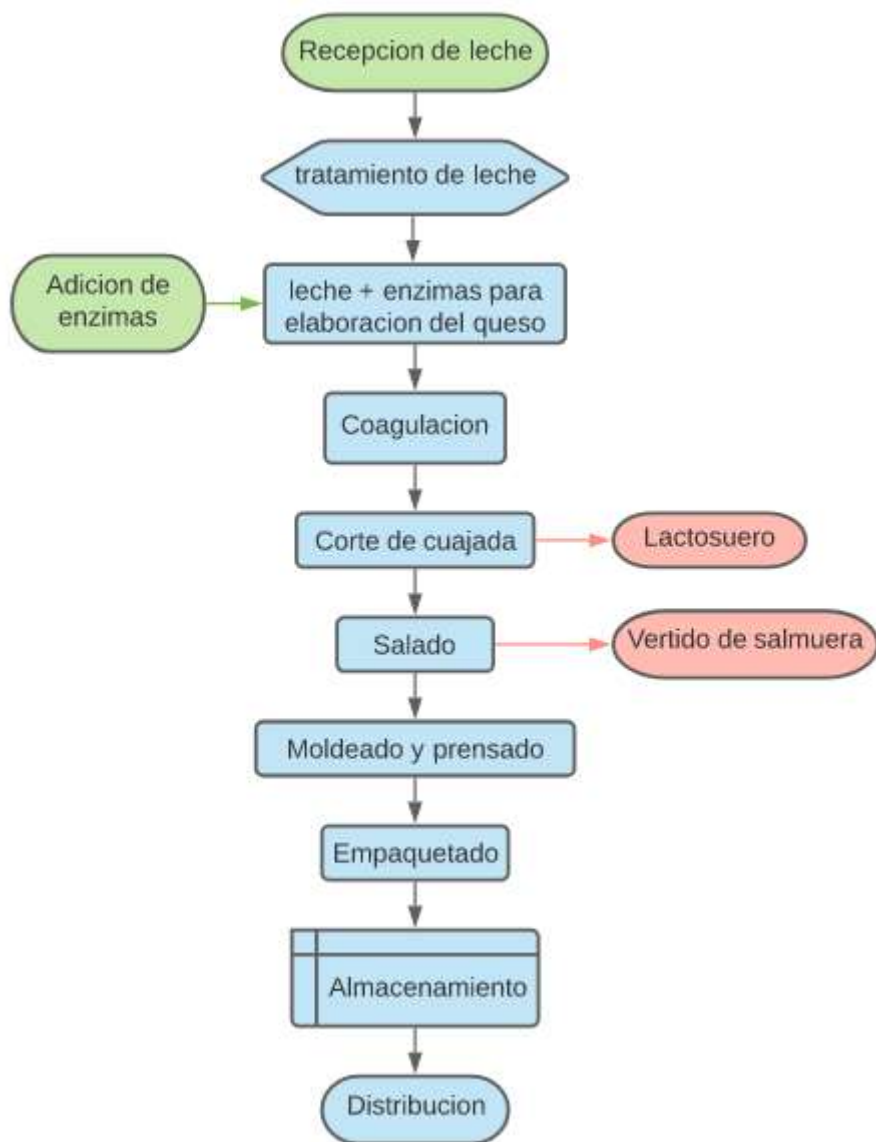 Recepcion de leche
tratamiento de leche
Adicion de
enzimas
leche + enzimas para
elaboracion del queso
Coagulacion
Corte de cuajada
Lactosuero
Salado
Vertido de salmuera
Moldeado y prensado
Empaquetado
Almacenamiento
Distribucion